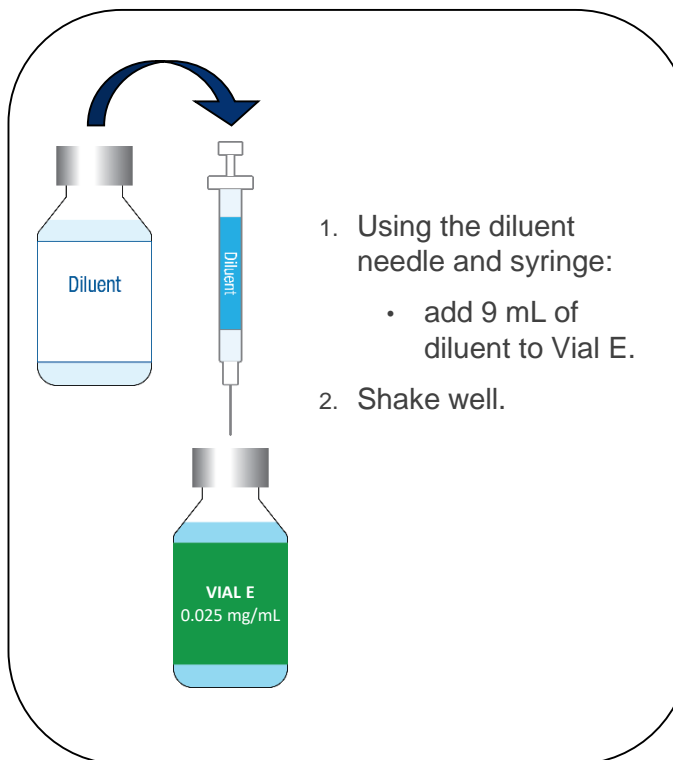 Diluent
Diluent
1. Using the diluent
needle and syringe:
• add 9 mL of
diluent to Vial E.
2. Shake well.
VIAL E
0.025 mg/mL